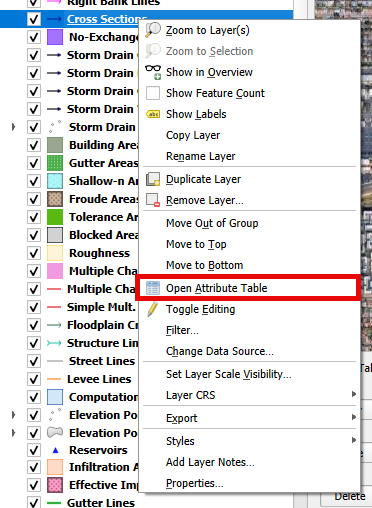 Right Bank Lines
Cross Sections
No-Exchange
Storm Drain
Storm Drain
Storm Drain
Storm Drain
Storm Drain
Building Area
Gutter Areas
Shallow-n Area
Froude Areas
Tolerance Area
Blocked Areas
Roughness
Multiple Cha
Multiple Cha
Simple Mult.
Floodplain Cr
Structure Lin
Street Lines
Levee Lines
Computation
Elevation Po
Elevation Po
Reservoirs
Infiltration A
Effective Imp
Gutter Lines
Zoom to Layer(s)
Zoom to Selection
Show in Overview
Show Feature Count
Show Labels
abc
Copy Layer
Rename Layer
Duplicate Layer
Remove Layer...
Move Out of Group
Move to Top
Move to Bottom
Open Attribute Table
Toggle Editing
Filter...
Change Data Source...
Set Layer Scale Visibility...
Layer CRS
Export
Styles
Add Layer Notes...
Properties...
Delete